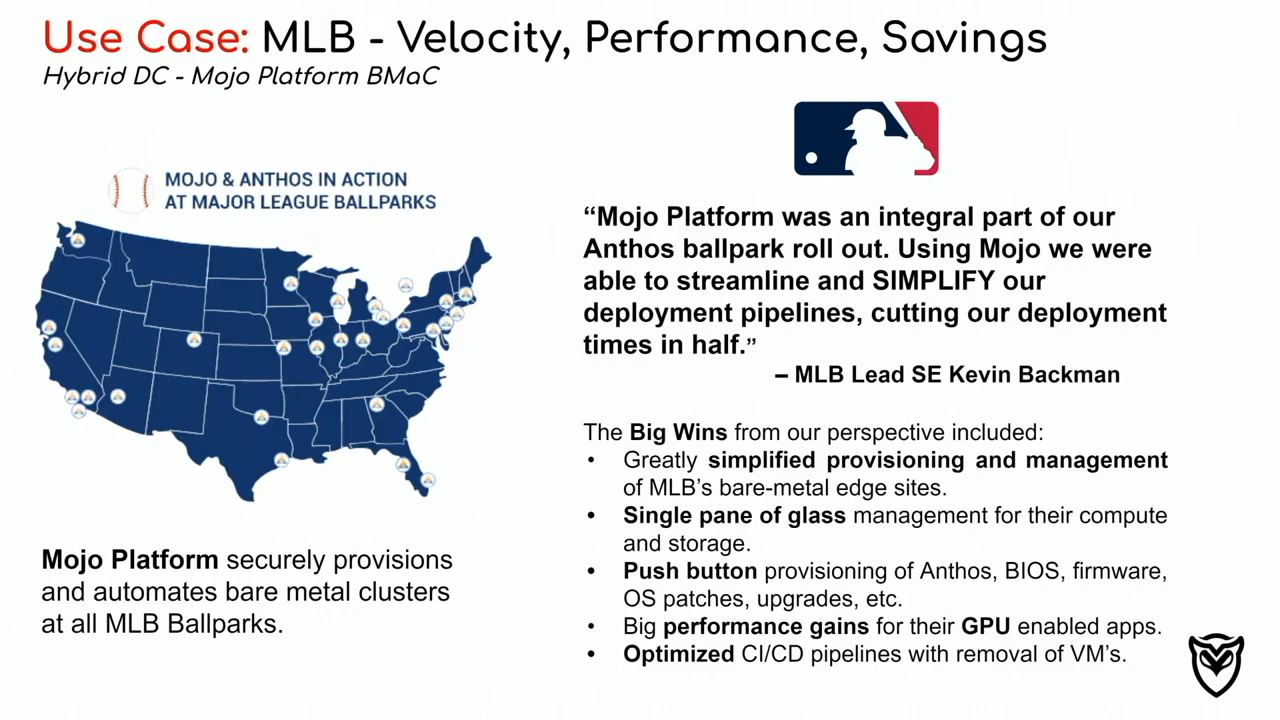 Use Case: MLB - Velocity, Performance, Savings
Hybrid DC - Mojo Platform BMaC
MOJO & ANTHOS IN ACTION
AT MAJOR LEAGUE BALLPARKS
Mojo Platform securely provisions
and automates bare metal clusters
at all MLB Ballparks.
“Mojo Platform was an integral part of our
Anthos ballpark roll out. Using Mojo we were
able to streamline and SIMPLIFY our
deployment pipelines, cutting our deployment
times in half.”
– MLB Lead SE Kevin Backman
The Big Wins from our perspective included:
• Greatly simplified provisioning and management
of MLB’s bare-metal edge sites.
• Single pane of glass management for their compute
and storage.
• Push button provisioning of Anthos, BIOS, firmware,
OS patches, upgrades, etc.
• Big performance gains for their GPU enabled apps.
• Optimized CI/CD pipelines with removal of VM’s.